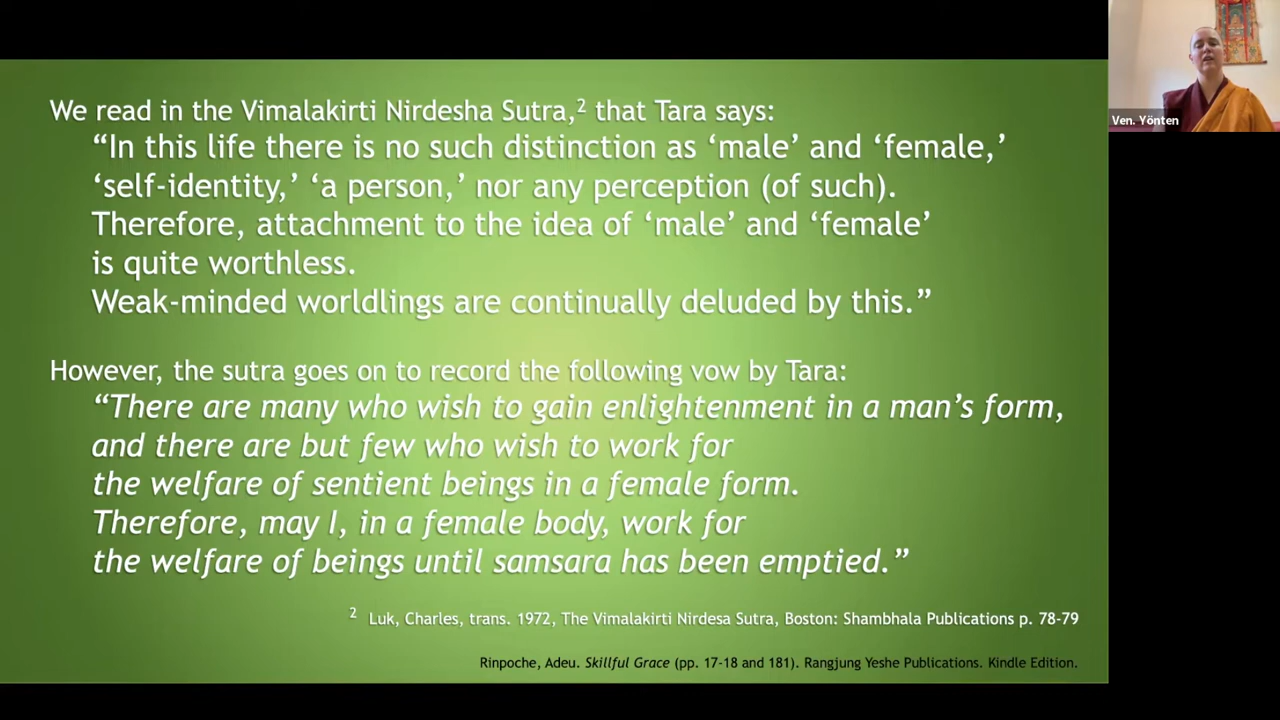 We read in the Vimalakirti Nirdesha Sutra,² that Tara says:
“In this life there is no such distinction as ‘male’ and ‘female,’
‘self-identity,’ ‘a person,’ nor any perception (of such).
Therefore, attachment to the idea of ‘male’ and ‘female’
is quite worthless.
Weak-minded worldlings are continually deluded by this.”
However, the sutra goes on to record the following vow by Tara:
“There are many who wish to gain enlightenment in a man’s form,
and there are but few who wish to work for
the welfare of sentient beings in a female form.
Therefore, may I, in a female body, work for
the welfare of beings until samsara has been emptied.”
² Luk, Charles, trans. 1972, The Vimalakirti Nirdesa Sutra, Boston: Shambhala Publications p. 78-79
Rinpoche, Adeu. Skillful Grace (pp. 17-18 and 181). Rangjung Yeshe Publications. Kindle Edition.
Ven. Yönten